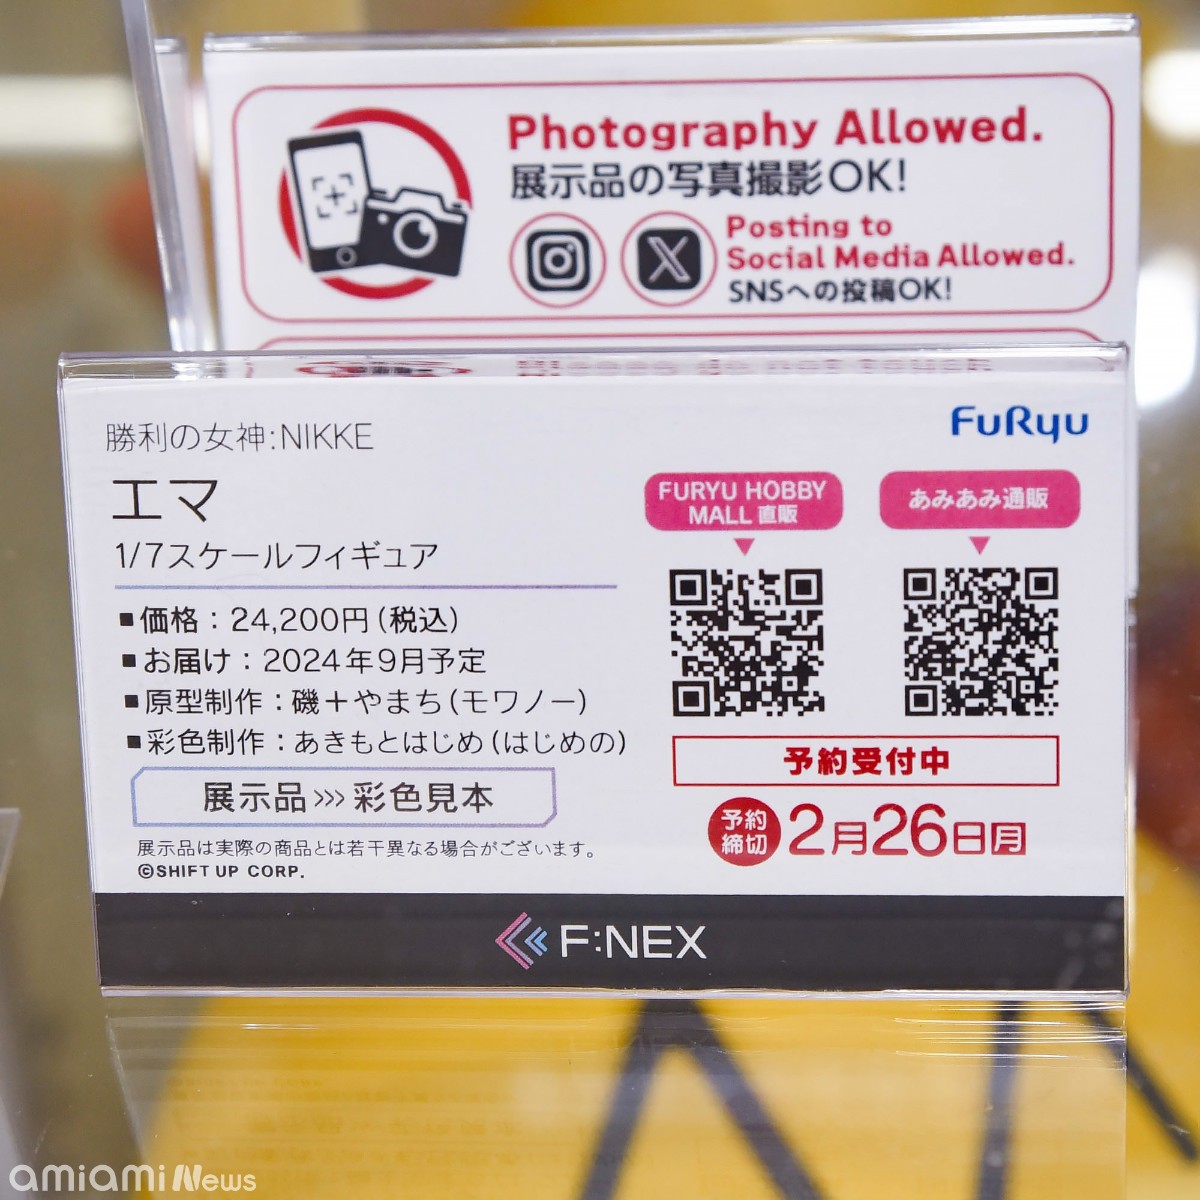 Photography Allowed.
展示品の写真撮影OK!
Posting to
Social Media Allowed.
SNSへの投稿OK!
Please do not touch
勝利の女神:NIKKE
FuRyu
エマ
1/7スケールフィギュア
FURYU HOBBY
MALL 直販
あみあみ通販
■価格：24,200円(税込)
■お届け：2024年9月予定
■原型制作：磯＋やまち(モワノー)
■彩色制作：あきもとはじめ(はじめの)
展示品 >>> 彩色見本
予約受付中
予約
締切
2月26日月
展示品は実際の商品とは若干異なる場合がございます。
©SHIFT UP CORP.
F:NEX
amiami News